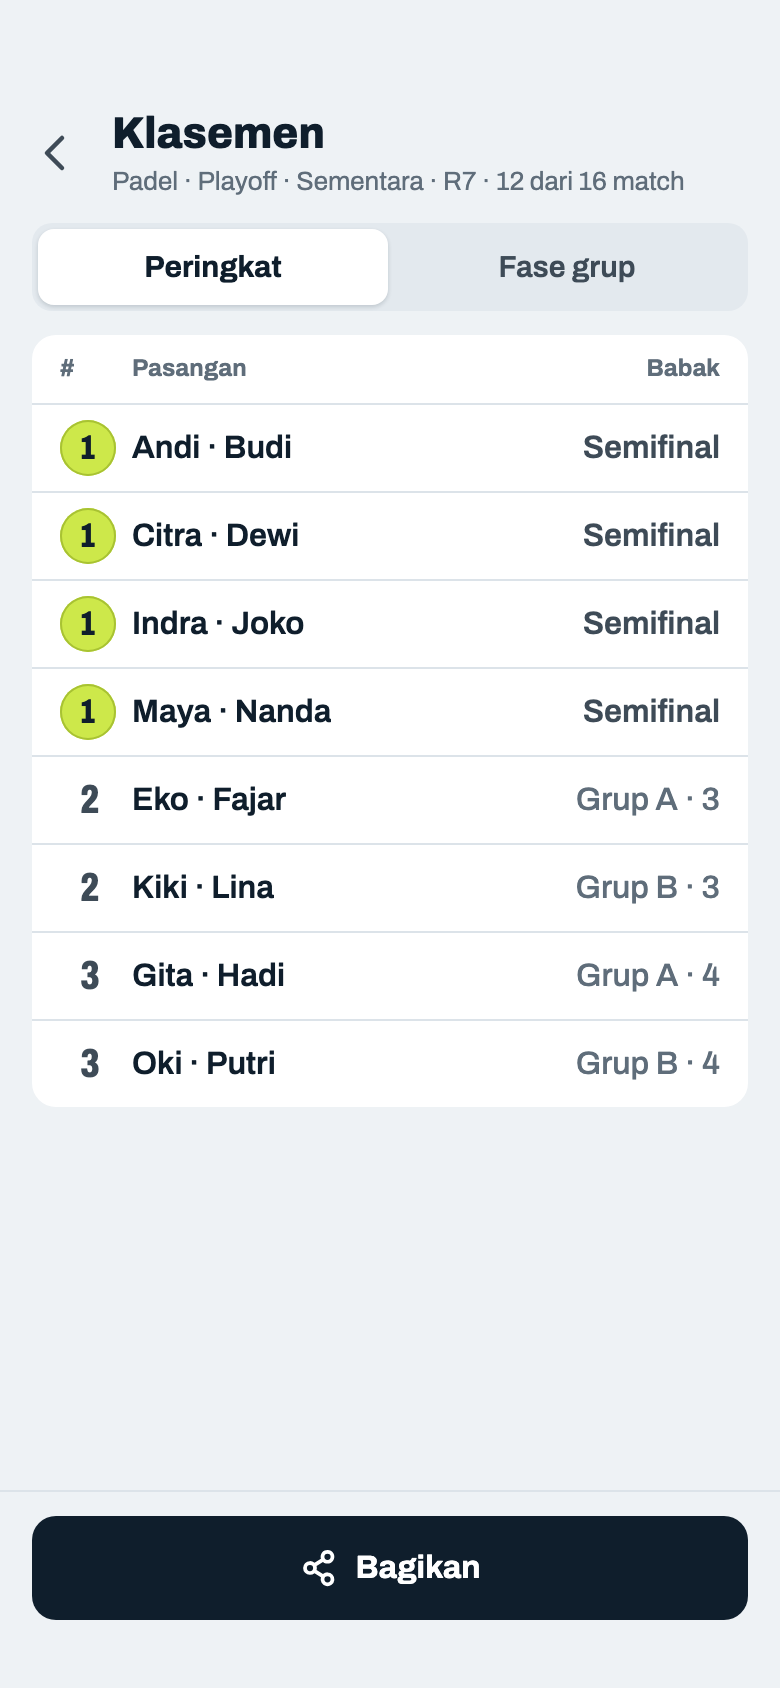 Klasemen
Padel · Playoff · Sementara · R7 · 12 dari 16 match
Peringkat Fase grup
# Pasangan Babak
1 Andi · Budi Semifinal
1 Citra · Dewi Semifinal
1 Indra · Joko Semifinal
1 Maya · Nanda Semifinal
2 Eko · Fajar Grup A · 3
2 Kiki · Lina Grup B · 3
3 Gita · Hadi Grup A · 4
3 Oki · Putri Grup B · 4
Bagikan